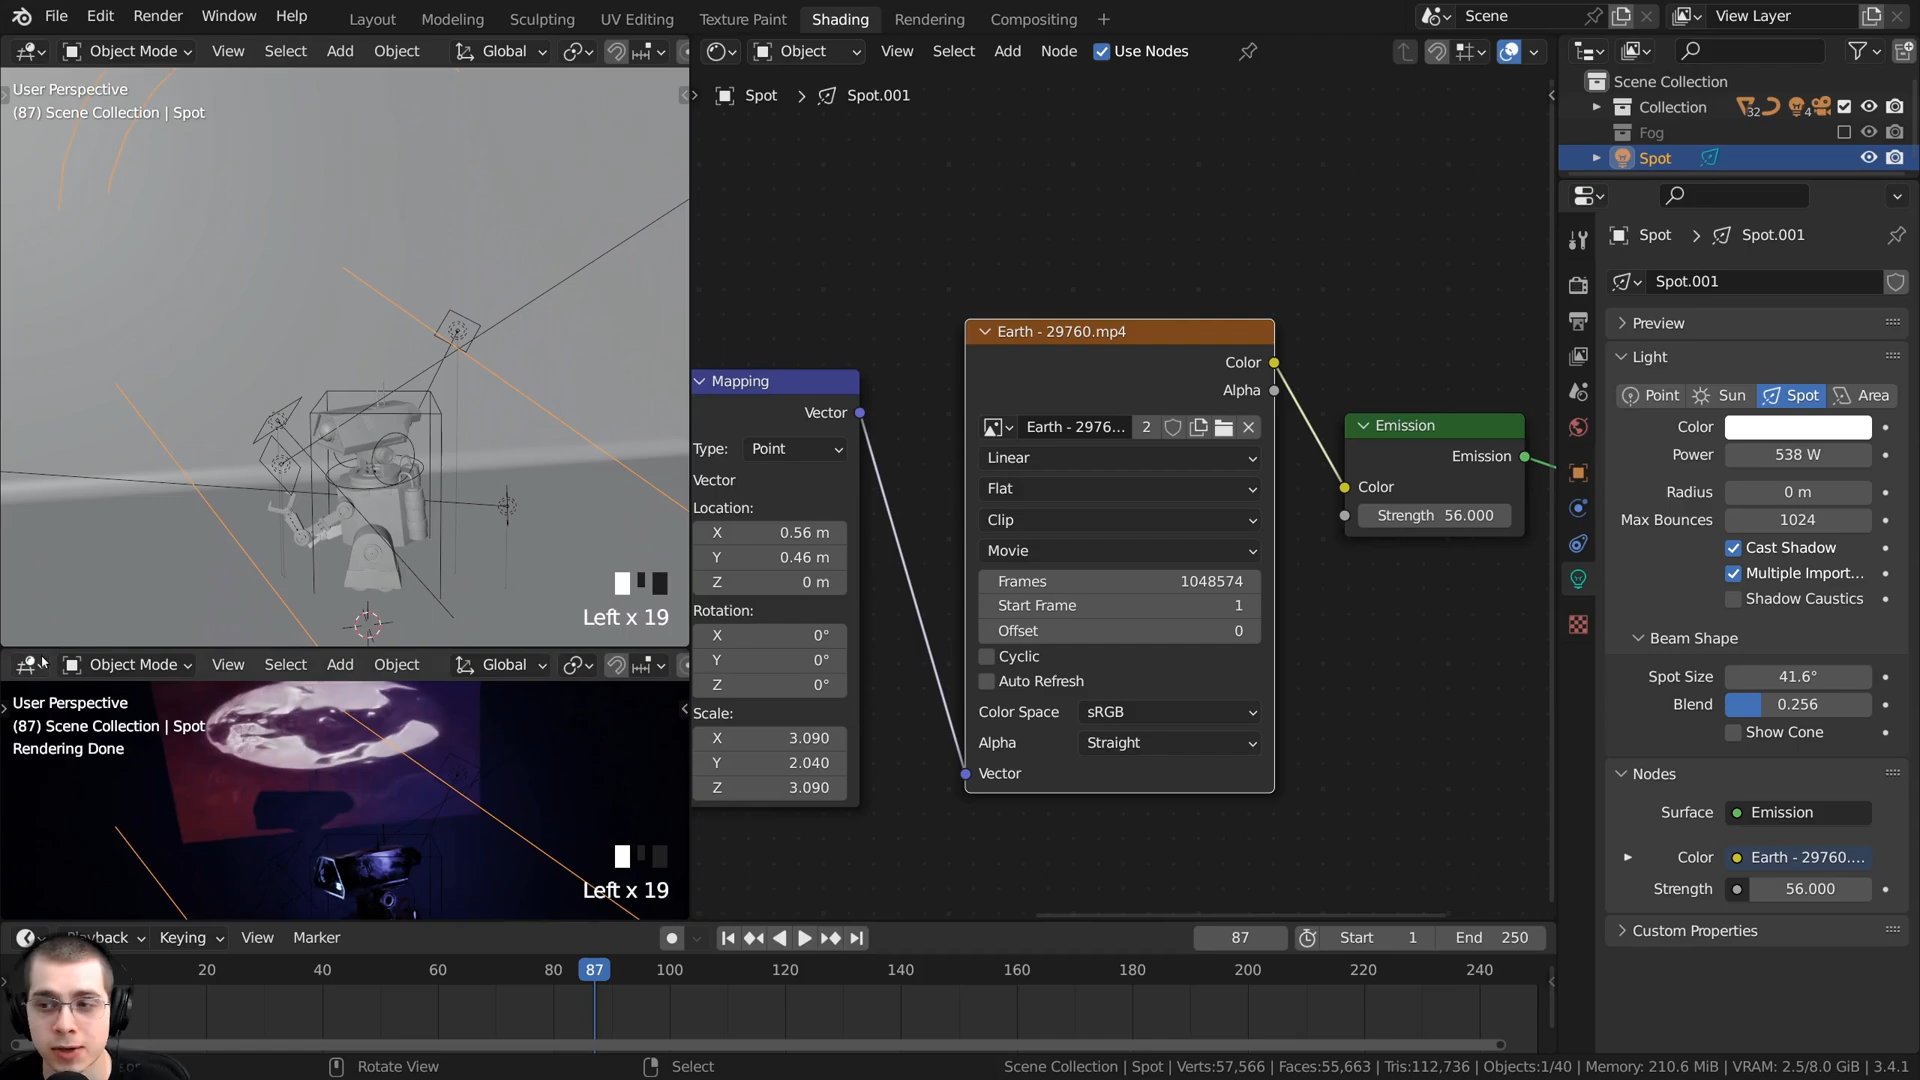 File Edit Render Window Help Layout Modeling Sculpting UV Editing Texture Paint Shading Rendering Compositing + Scene View Layer
Object Mode View Select Add Object Global Object View Select Add Node Use Nodes
User Perspective
(87) Scene Collection | Spot
Left x 19
Object Mode View Select Add Object Global
User Perspective
(87) Scene Collection | Spot
Rendering Done
Left x 19
Spot > Spot.001
Mapping
Vector
Type: Point
Vector
Location:
X 0.56 m
Y 0.46 m
Z 0 m
Rotation:
X 0°
Y 0°
Z 0°
Scale:
X 3.090
Y 2.040
Z 3.090
Earth - 29760.mp4
Color
Alpha
Earth - 2976... 2
Linear
Flat
Clip
Movie
Frames 1048574
Start Frame 1
Offset 0
Cyclic
Auto Refresh
Color Space sRGB
Alpha Straight
Vector
Emission
Emission
Color
Strength 56.000
Scene Collection
Collection 32 4
Fog
Spot
Spot > Spot.001
Spot.001
Preview
Light
Point Sun Spot Area
Color
Power 538 W
Radius 0 m
Max Bounces 1024
Cast Shadow
Multiple Import...
Shadow Caustics
Beam Shape
Spot Size 41.6°
Blend 0.256
Show Cone
Nodes
Surface Emission
Color Earth - 29760....
Strength 56.000
Custom Properties
Keying View Marker 87 Start 1 End 250
20 40 60 80 87 100 120 140 160 180 200 220 240
Rotate View Select Scene Collection | Spot | Verts:57,566 | Faces:55,663 | Tris:112,736 | Objects:1/40 | Memory: 210.6 MiB | VRAM: 2.5/8.0 GiB | 3.4.1